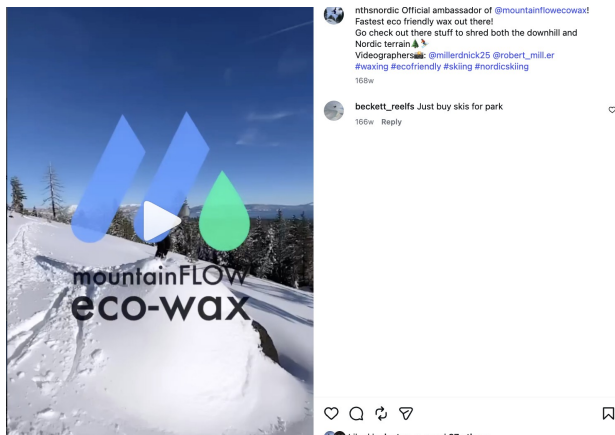 mountainFLOW
eco-wax
nthsnordic Official ambassador of @mountainflowecowax!
Fastest eco friendly wax out there!
Go check out there stuff to shred both the downhill and
Nordic terrain🌲⛷️
Videographers📸: @millerdnick25 @robert_mill.er
#waxing #ecofriendly #skiing #nordicskiing
168w
beckett_reelfs Just buy skis for park
166w Reply